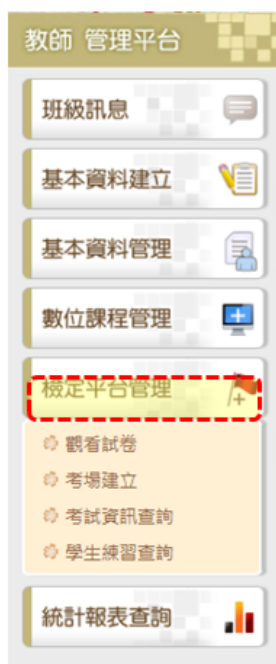 教師 管理平台
班級訊息
基本資料建立
基本資料管理
數位課程管理
檢定平台管理
觀看試卷
考場建立
考試資訊查詢
學生練習查詢
統計報表查詢